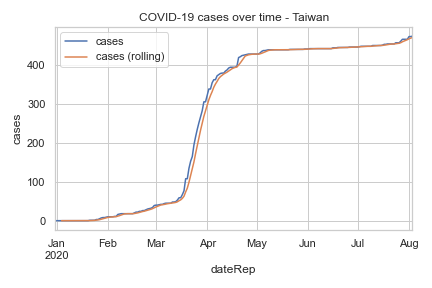 COVID-19 cases over time - Taiwan
cases
cases (rolling)
400
300
200
100
0
cases
Jan
2020
Feb
Mar
Apr
May
Jun
Jul
Aug
dateRep